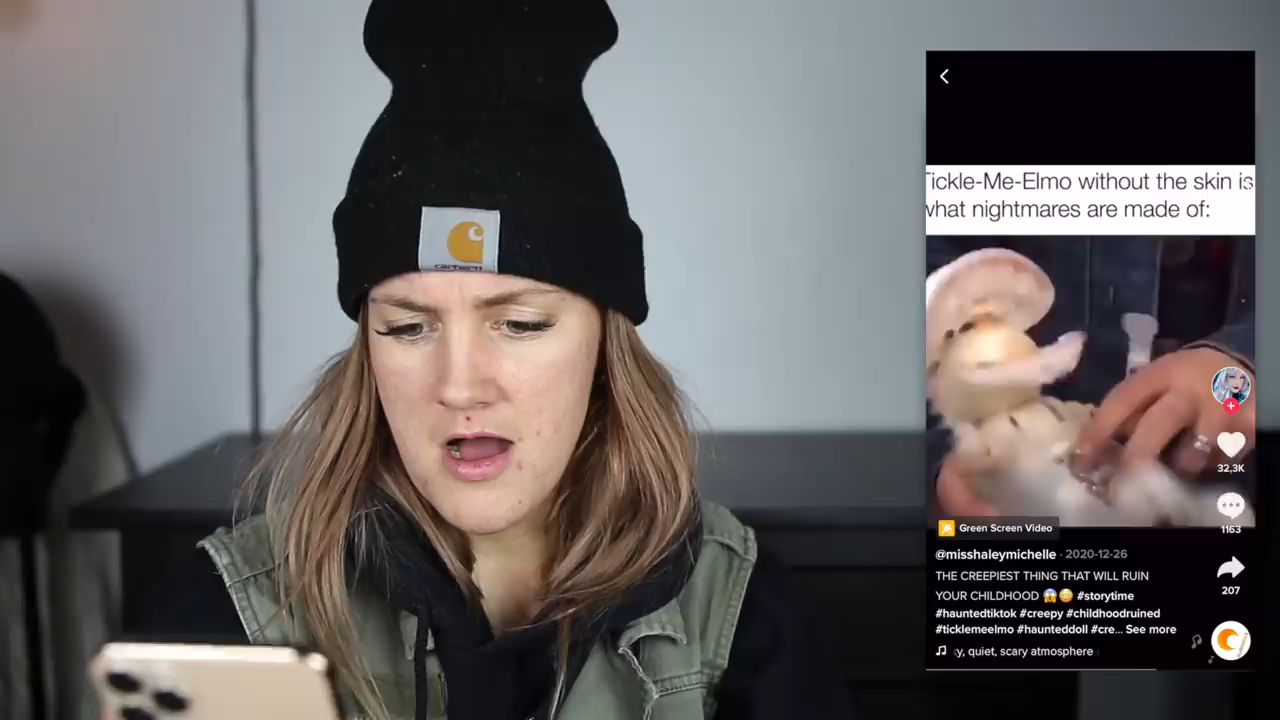 carhartt
Tickle-Me-Elmo without the skin is
what nightmares are made of:
32,3K
1163
Green Screen Video
@misshaleymichelle · 2020-12-26
THE CREEPIEST THING THAT WILL RUIN
207
YOUR CHILDHOOD 😱😳 #storytime
#hauntedtiktok #creepy #childhoodruined
#ticklemeelmo #haunteddoll #cre... See more
y, quiet, scary atmosphere